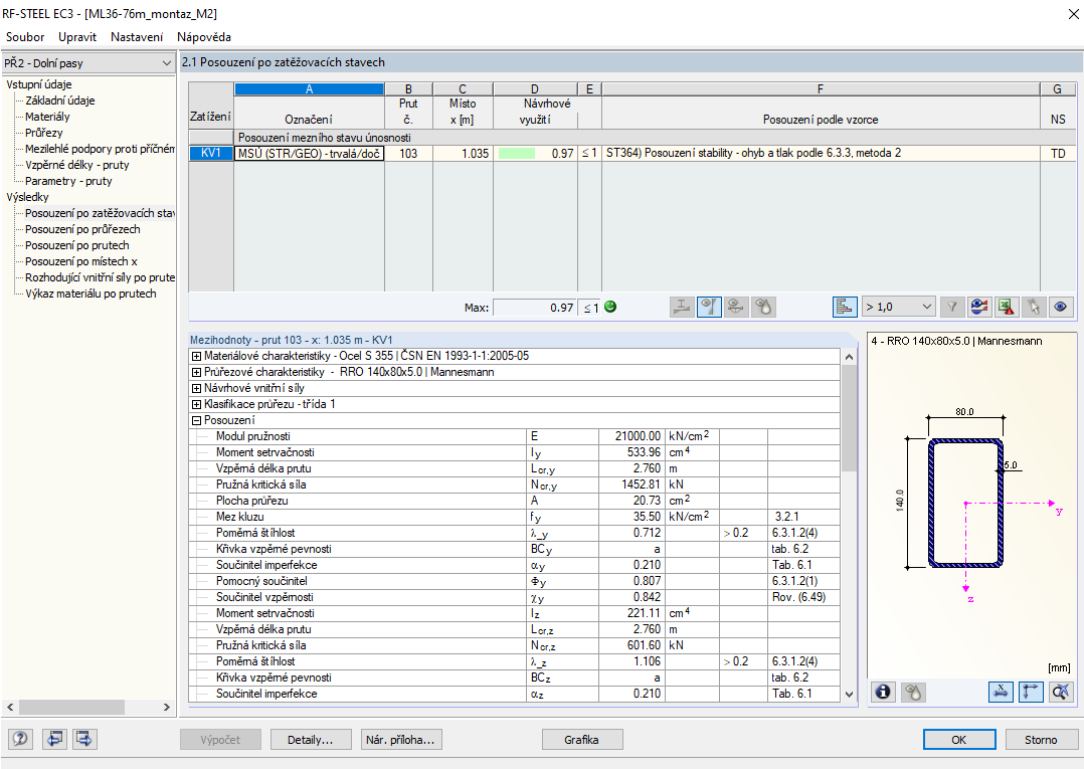 RF-STEEL EC3 - [ML36-76m_montaz_M2]
Soubor Upravit Nastavení Nápověda
PŘ2 - Dolní pasy
Vstupní údaje
Základní údaje
Materiály
Průřezy
Mezilehlé podpory proti příčném
Vzpěrné délky - pruty
Parametry - pruty
Výsledky
Posouzení po zatěžovacích stav
Posouzení po průřezech
Posouzení po prutech
Posouzení po místech x
Rozhodující vnitřní síly po prute
Výkaz materiálu po prutech
2.1 Posouzení po zatěžovacích stavech
A B C D E F G
Prut Místo Návrhové
Zatížení Označení č. x [m] využití Posouzení podle vzorce NS
Posouzení mezního stavu únosnosti
KV1 MSÚ (STR/GEO) - trvalá/doč 103 1.035 0.97 ≤ 1 ST364) Posouzení stability - ohyb a tlak podle 6.3.3, metoda 2 TD
Max: 0.97 ≤ 1 > 1,0
Mezihodnoty - prut 103 - x: 1.035 m - KV1
Materiálové charakteristiky - Ocel S 355 | ČSN EN 1993-1-1:2005-05
Průřezové charakteristiky - RRO 140x80x5.0 | Mannesmann
Návrhové vnitřní síly
Klasifikace průřezu - třída 1
Posouzení
Modul pružnosti E 21000.00 kN/cm2
Moment setrvačnosti Iy 533.96 cm4
Vzpěrná délka prutu Lcr,y 2.760 m
Pružná kritická síla Ncr,y 1452.81 kN
Plocha průřezu A 20.73 cm2
Mez kluzu fy 35.50 kN/cm2 3.2.1
Poměrná štíhlost λ_y 0.712 > 0.2 6.3.1.2(4)
Křivka vzpěrné pevnosti BCy a tab. 6.2
Součinitel imperfekce αy 0.210 Tab. 6.1
Pomocný součinitel Φy 0.807 6.3.1.2(1)
Součinitel vzpěrnosti χy 0.842 Rov. (6.49)
Moment setrvačnosti Iz 221.11 cm4
Vzpěrná délka prutu Lcr,z 2.760 m
Pružná kritická síla Ncr,z 601.60 kN
Poměrná štíhlost λ_z 1.106 > 0.2 6.3.1.2(4)
Křivka vzpěrné pevnosti BCz a tab. 6.2
Součinitel imperfekce αz 0.210 Tab. 6.1
4 - RRO 140x80x5.0 | Mannesmann
80.0
5.0
140.0
y
z
[mm]
Výpočet Detaily... Nár. příloha... Grafika OK Storno